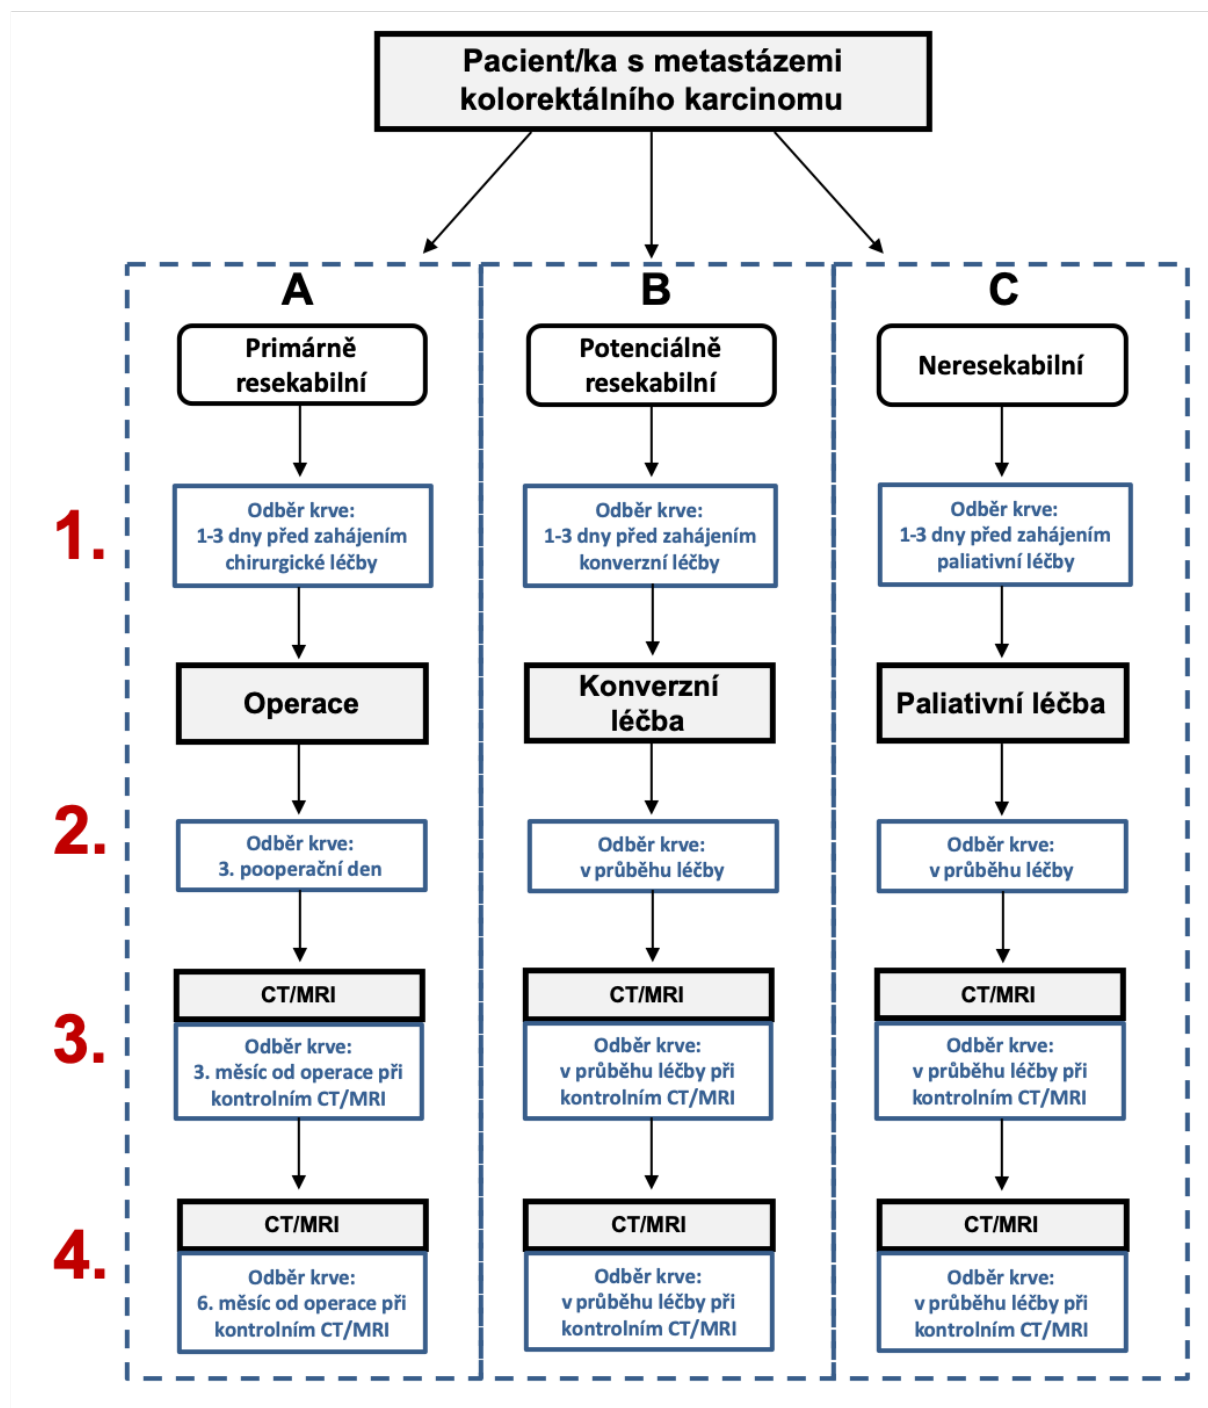 Pacient/ka s metastázemi
kolorektálního karcinomu
A
B
C
Primárně
resekabilní
Potenciálně
resekabilní
Neresekabilní
1.
Odběr krve:
1-3 dny před zahájením
chirurgické léčby
Odběr krve:
1-3 dny před zahájením
konverzní léčby
Odběr krve:
1-3 dny před zahájením
paliativní léčby
Operace
Konverzní
léčba
Paliativní léčba
2.
Odběr krve:
3. pooperační den
Odběr krve:
v průběhu léčby
Odběr krve:
v průběhu léčby
3.
CT/MRI
Odběr krve:
3. měsíc od operace při
kontrolním CT/MRI
CT/MRI
Odběr krve:
v průběhu léčby při
kontrolním CT/MRI
CT/MRI
Odběr krve:
v průběhu léčby při
kontrolním CT/MRI
4.
CT/MRI
Odběr krve:
6. měsíc od operace při
kontrolním CT/MRI
CT/MRI
Odběr krve:
v průběhu léčby při
kontrolním CT/MRI
CT/MRI
Odběr krve:
v průběhu léčby při
kontrolním CT/MRI